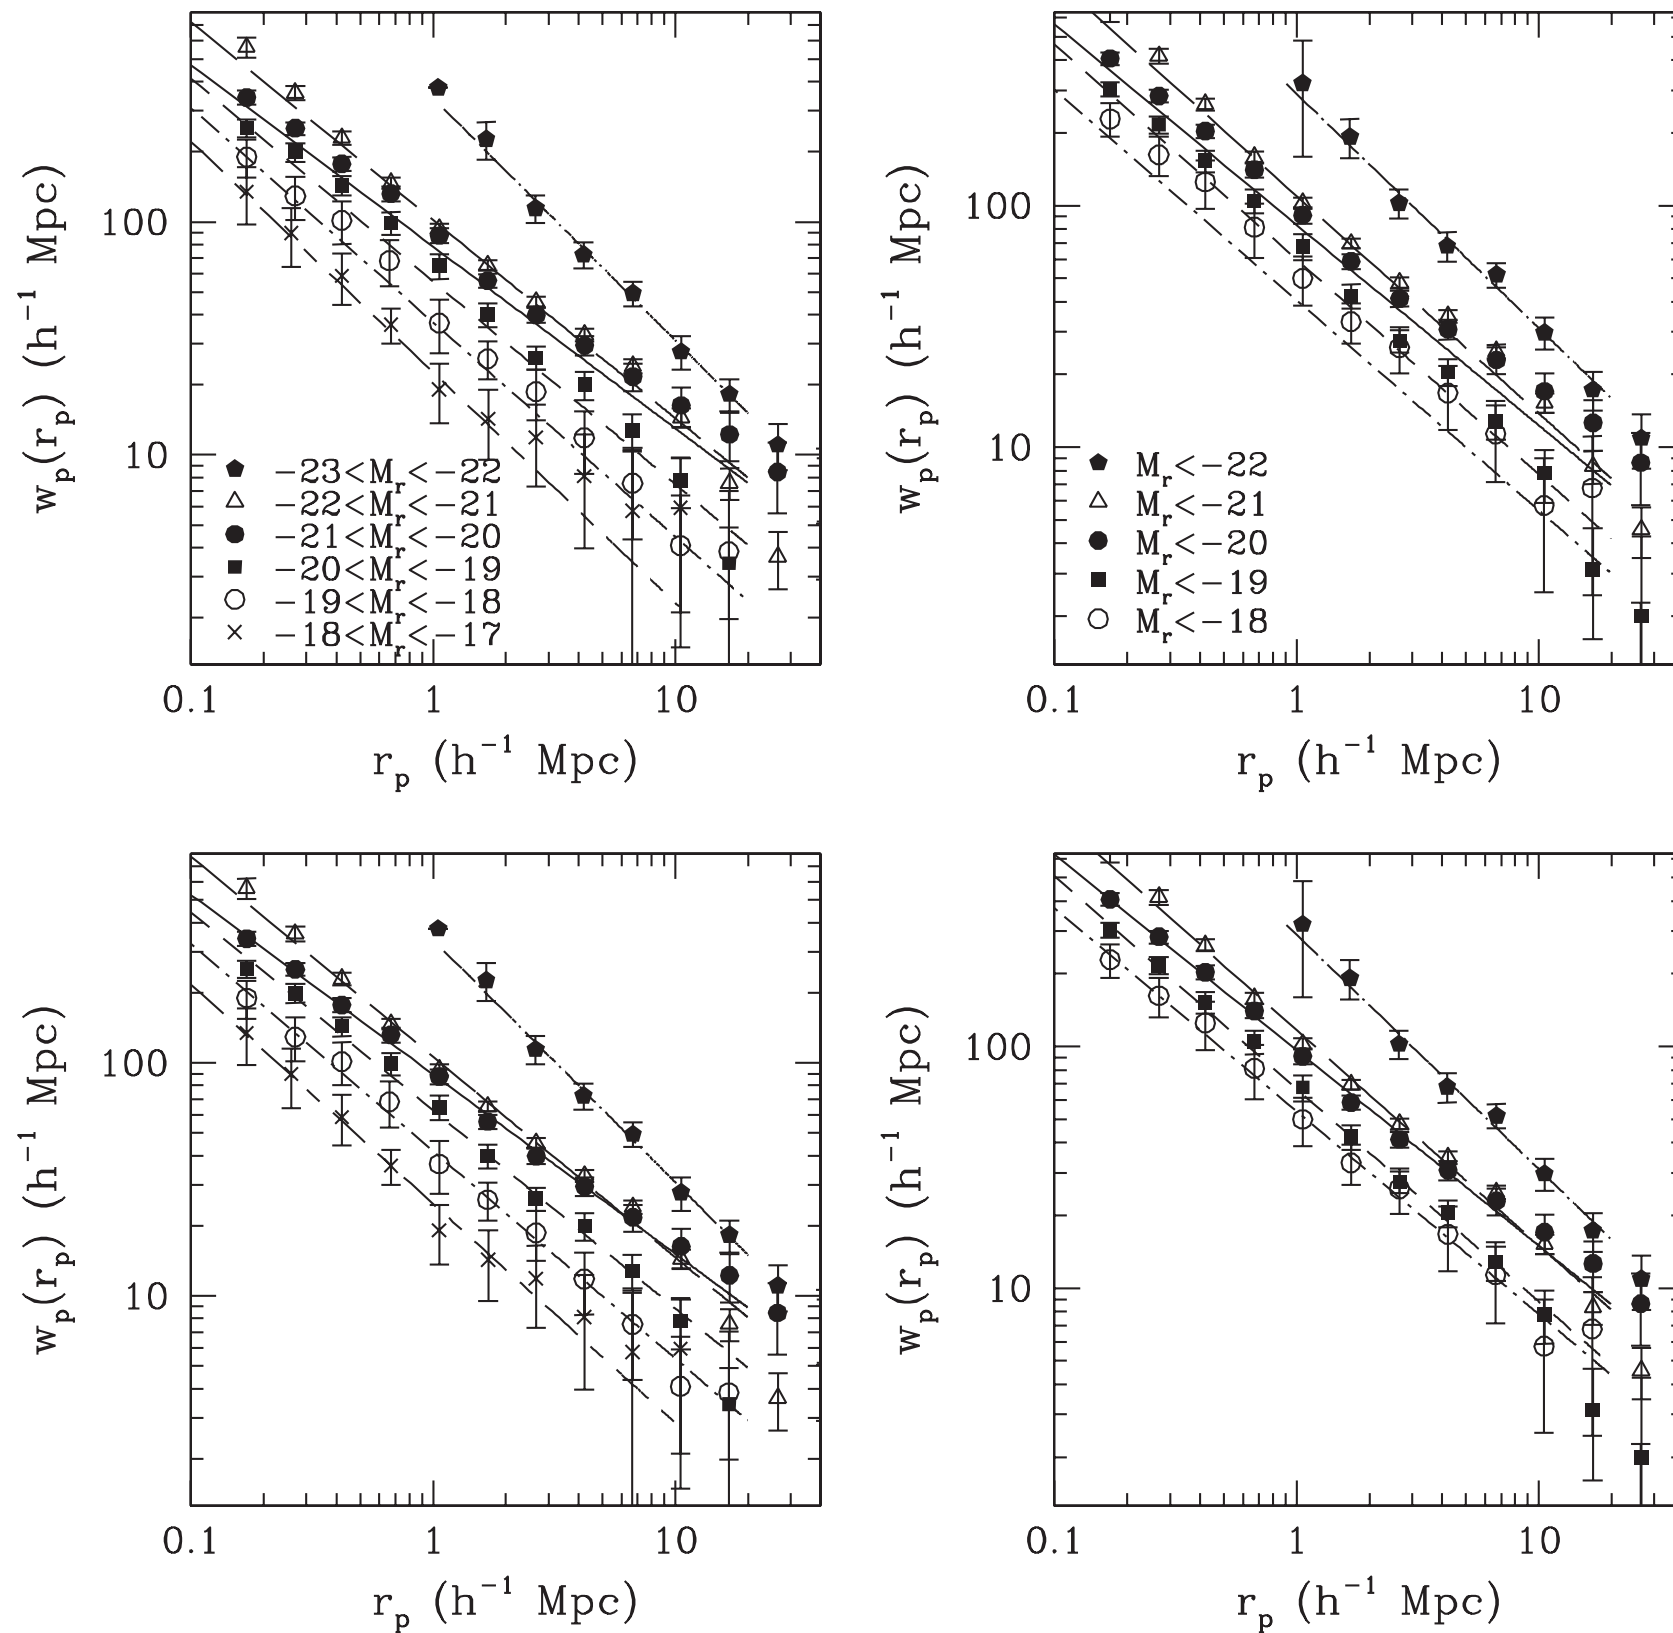 w_p(r_p) (h^-1 Mpc)
100
10
-23<M_r<-22
-22<M_r<-21
-21<M_r<-20
-20<M_r<-19
-19<M_r<-18
-18<M_r<-17
0.1
1
10
r_p (h^-1 Mpc)
w_p(r_p) (h^-1 Mpc)
100
10
M_r<-22
M_r<-21
M_r<-20
M_r<-19
M_r<-18
0.1
1
10
r_p (h^-1 Mpc)
w_p(r_p) (h^-1 Mpc)
100
10
0.1
1
10
r_p (h^-1 Mpc)
w_p(r_p) (h^-1 Mpc)
100
10
0.1
1
10
r_p (h^-1 Mpc)